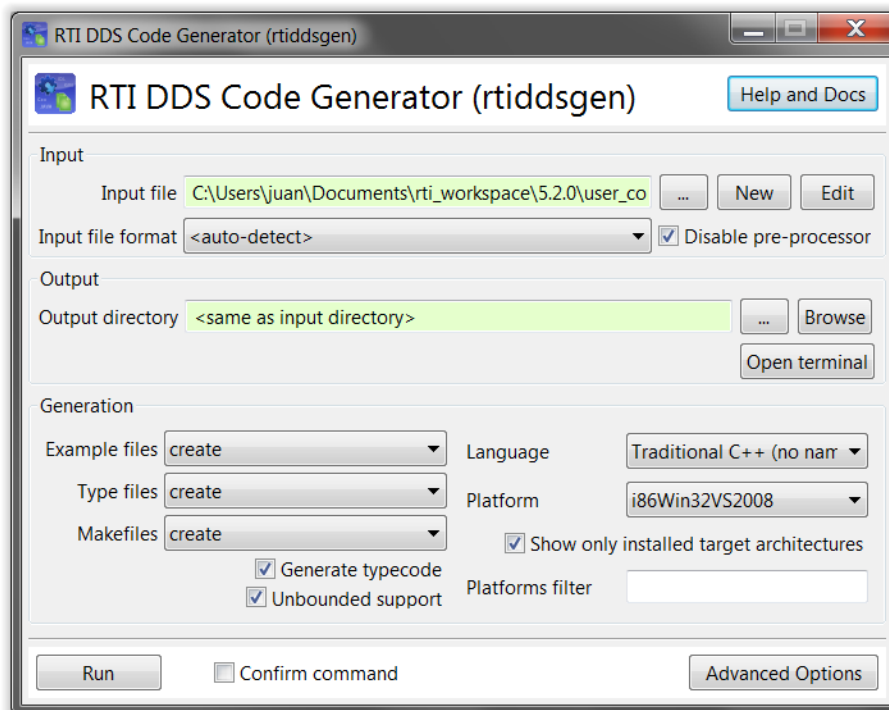 RTI DDS Code Generator (rtiddsgen)
RTI DDS Code Generator (rtiddsgen)
Help and Docs
Input
Input file C:\Users\juan\Documents\rti_workspace\5.2.0\user_co ... New Edit
Input file format <auto-detect> Disable pre-processor
Output
Output directory <same as input directory> ... Browse
Open terminal
Generation
Example files create
Type files create
Makefiles create
Generate typecode
Unbounded support
Language Traditional C++ (no nam
Platform i86Win32VS2008
Show only installed target architectures
Platforms filter
Run Confirm command Advanced Options